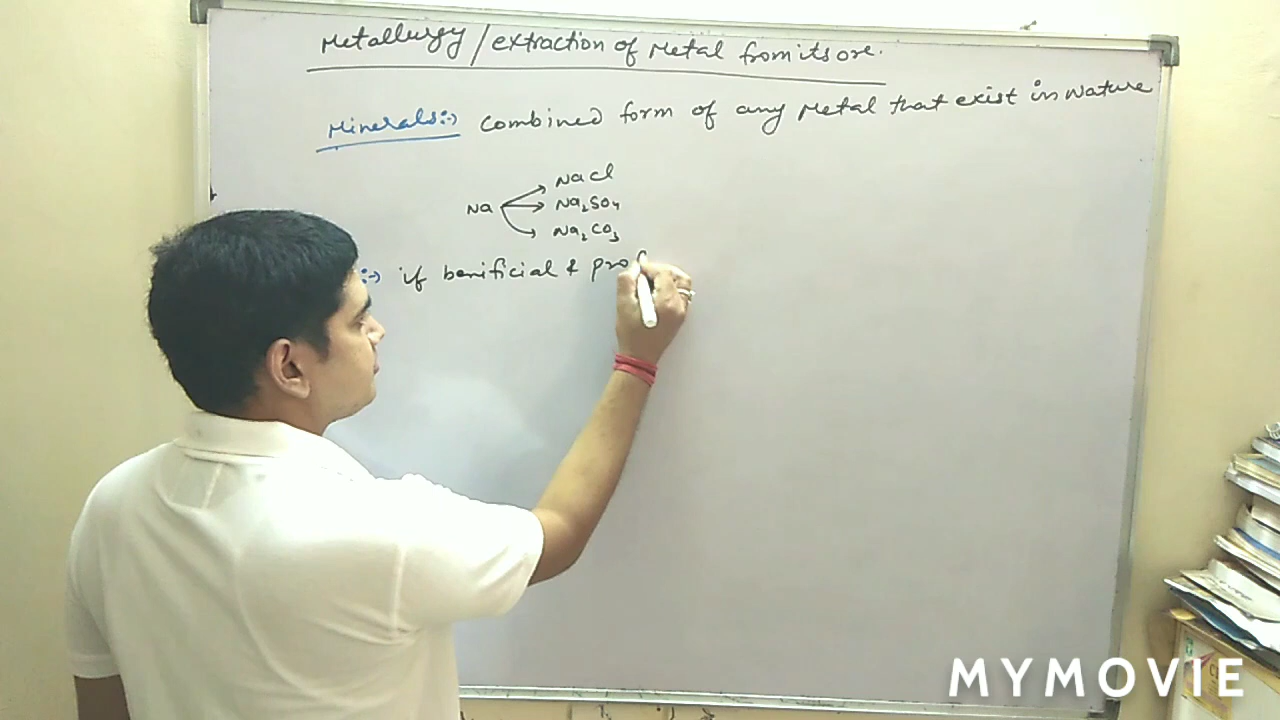 Metallurgy / extraction of Metal from its ore.
Minerals:-) Combined form of any Metal that exist in Nature
NaCl
Na Na2SO4
Na2CO3
:-) if benificial & prof
MYMOVIE